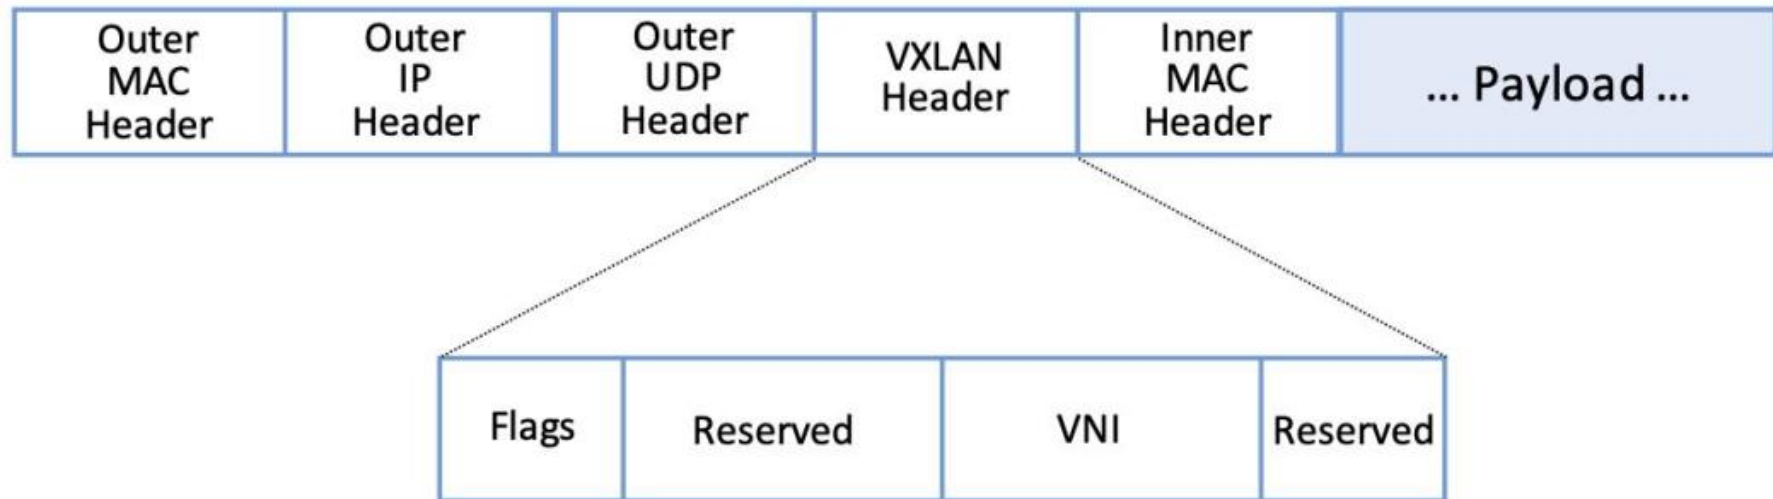 Outer
MAC
Header
Outer
IP
Header
Outer
UDP
Header
VXLAN
Header
Inner
MAC
Header
... Payload ...
Flags
Reserved
VNI
Reserved